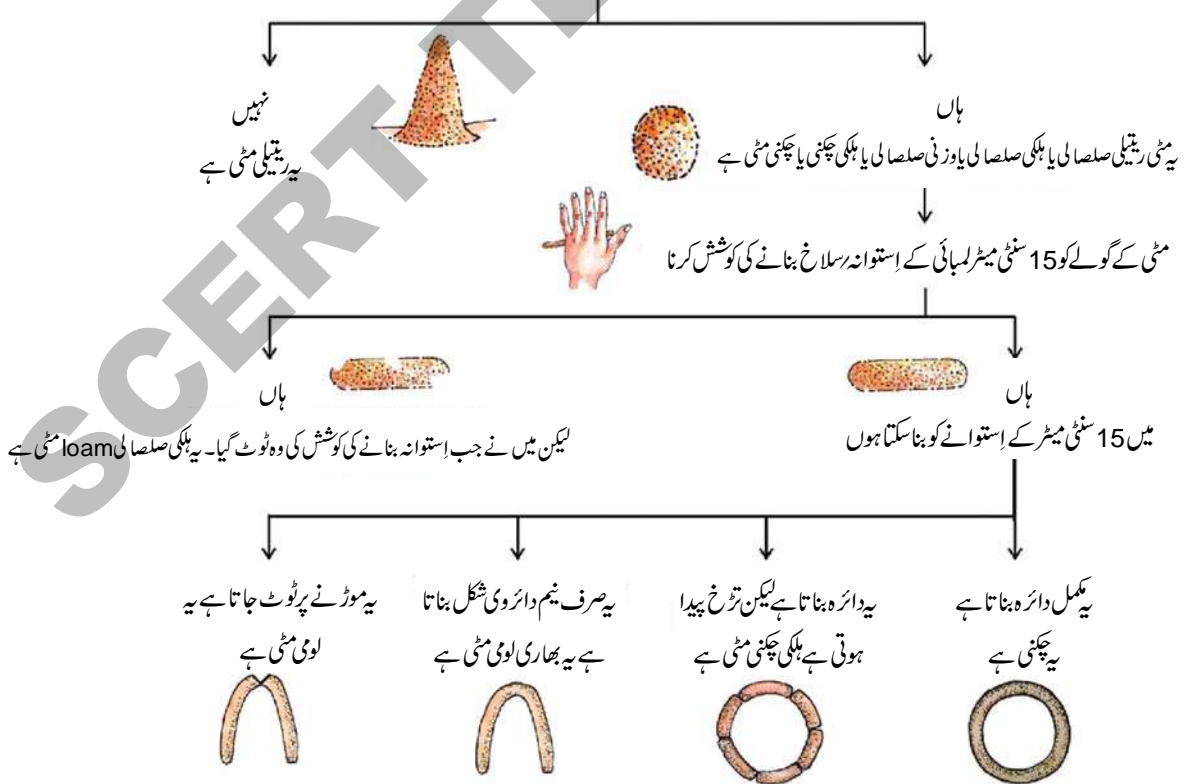 ہاں
یہ مٹی ریتیلی صلصالی یا ہلکی صلصالی یا وزنی صلصالی یا ہلکی چکنی یا چکنی مٹی ہے
نہیں
یہ ریتیلی مٹی ہے
مٹی کے گولے کو 15 سنٹی میٹر لمبائی کے اِستوانہ رسلاخ بنانے کی کوشش کرنا
ہاں
میں 15 سنٹی میٹر کے اِستوانے کو بنا سکتا ہوں
ہاں
لیکن میں نے جب اِستوانہ بنانے کی کوشش کی وہ ٹوٹ گیا۔ یہ ہلکی صلصالی loam مٹی ہے
یہ مکمل دائرہ بناتا ہے
یہ چکنی ہے
یہ دائرہ بناتا ہے لیکن تڑخ پیدا
ہوتی ہے ہلکی چکنی مٹی ہے
یہ صرف نیم دائروی شکل بناتا
ہے یہ بھاری لومی مٹی ہے
یہ موڑنے پر ٹوٹ جاتا ہے یہ
لومی مٹی ہے
SCERT